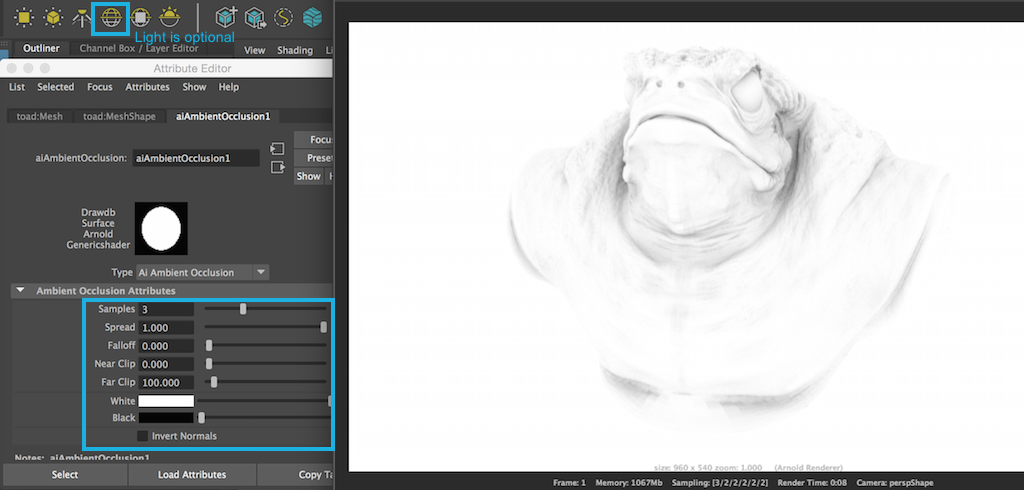 Light is optional
Outliner
Channel Box / Layer Editor
View Shading
Attribute Editor
List Selected Focus Attributes Show Help
toad:Mesh toad:MeshShape aiAmbientOcclusion1
Focu
aiAmbientOcclusion: aiAmbientOcclusion1
Preset
Show
Drawdb
Surface
Arnold
Genericshader
Type Ai Ambient Occlusion
Ambient Occlusion Attributes
Samples 3
Spread 1.000
Falloff 0.000
Near Clip 0.000
Far Clip 100.000
White
Black
Invert Normals
Notes: aiAmbientOcclusion1
Select Load Attributes Copy Ta
size: 960 x 540 zoom: 1.000 (Arnold Renderer)
Frame: 1 Memory: 1067Mb Sampling: [3/2/2/2/2/2] Render Time: 0:08 Camera: perspShape